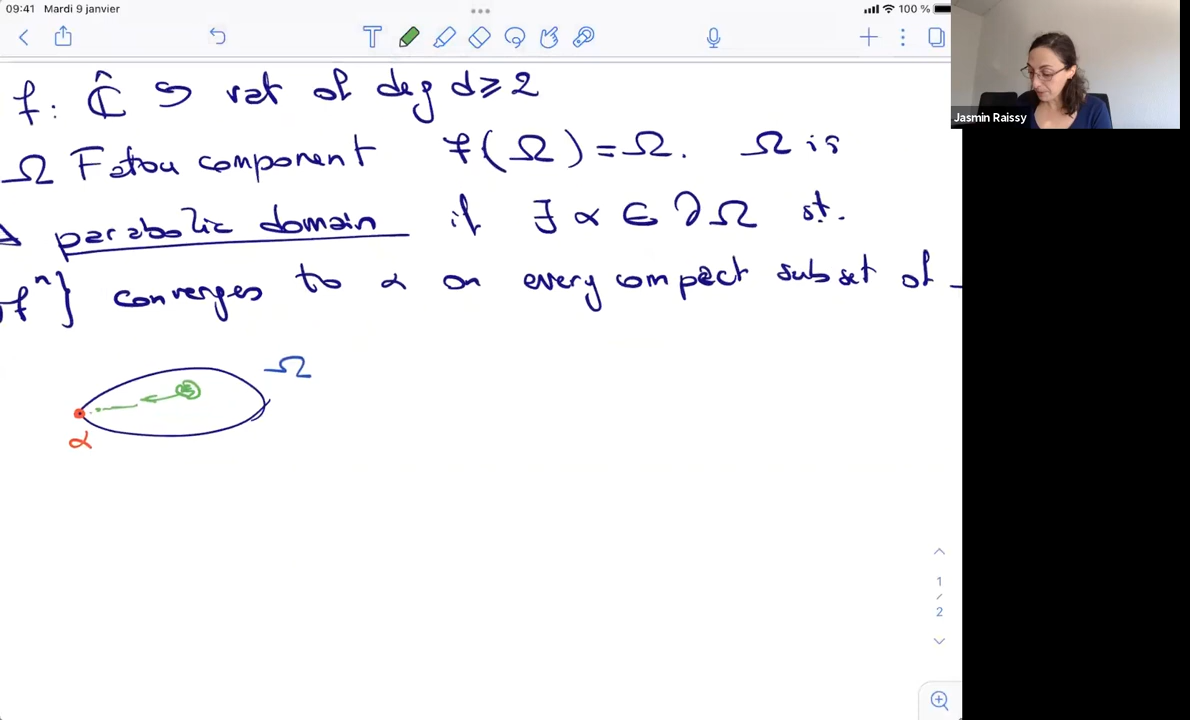 09:41 Mardi 9 janvier
100 %
Jasmin Raissy
f: Ĉ ↺ rat of deg d ≥ 2
Ω Fatou component f(Ω) = Ω. Ω is
parabolic domain if ∃ α ∈ ∂Ω st.
fⁿ} converges to α on every compact subset of
Ω
α
1
/
2